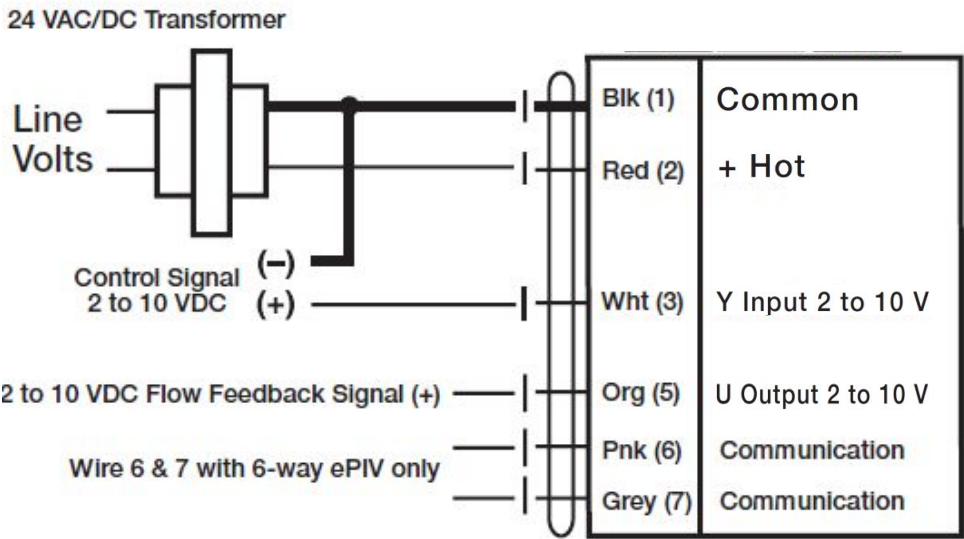 24 VAC/DC Transformer
Line
Volts
Blk (1) Common
Red (2) + Hot
Control Signal (–)
2 to 10 VDC (+)
Wht (3) Y Input 2 to 10 V
2 to 10 VDC Flow Feedback Signal (+)
Org (5) U Output 2 to 10 V
Wire 6 & 7 with 6-way ePIV only
Pnk (6) Communication
Grey (7) Communication